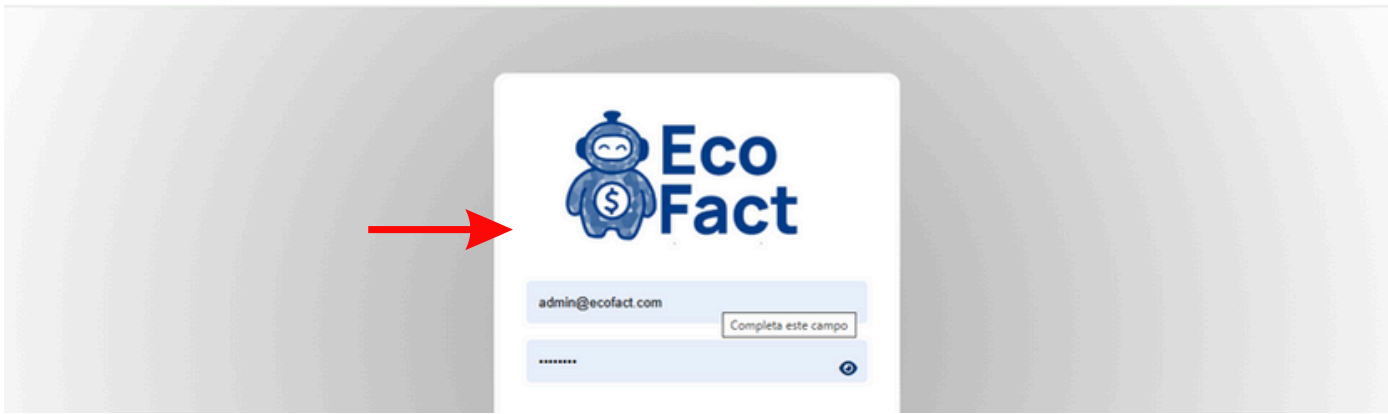 Eco
Fact
$
admin@ecofact.com
Completa este campo
••••••••